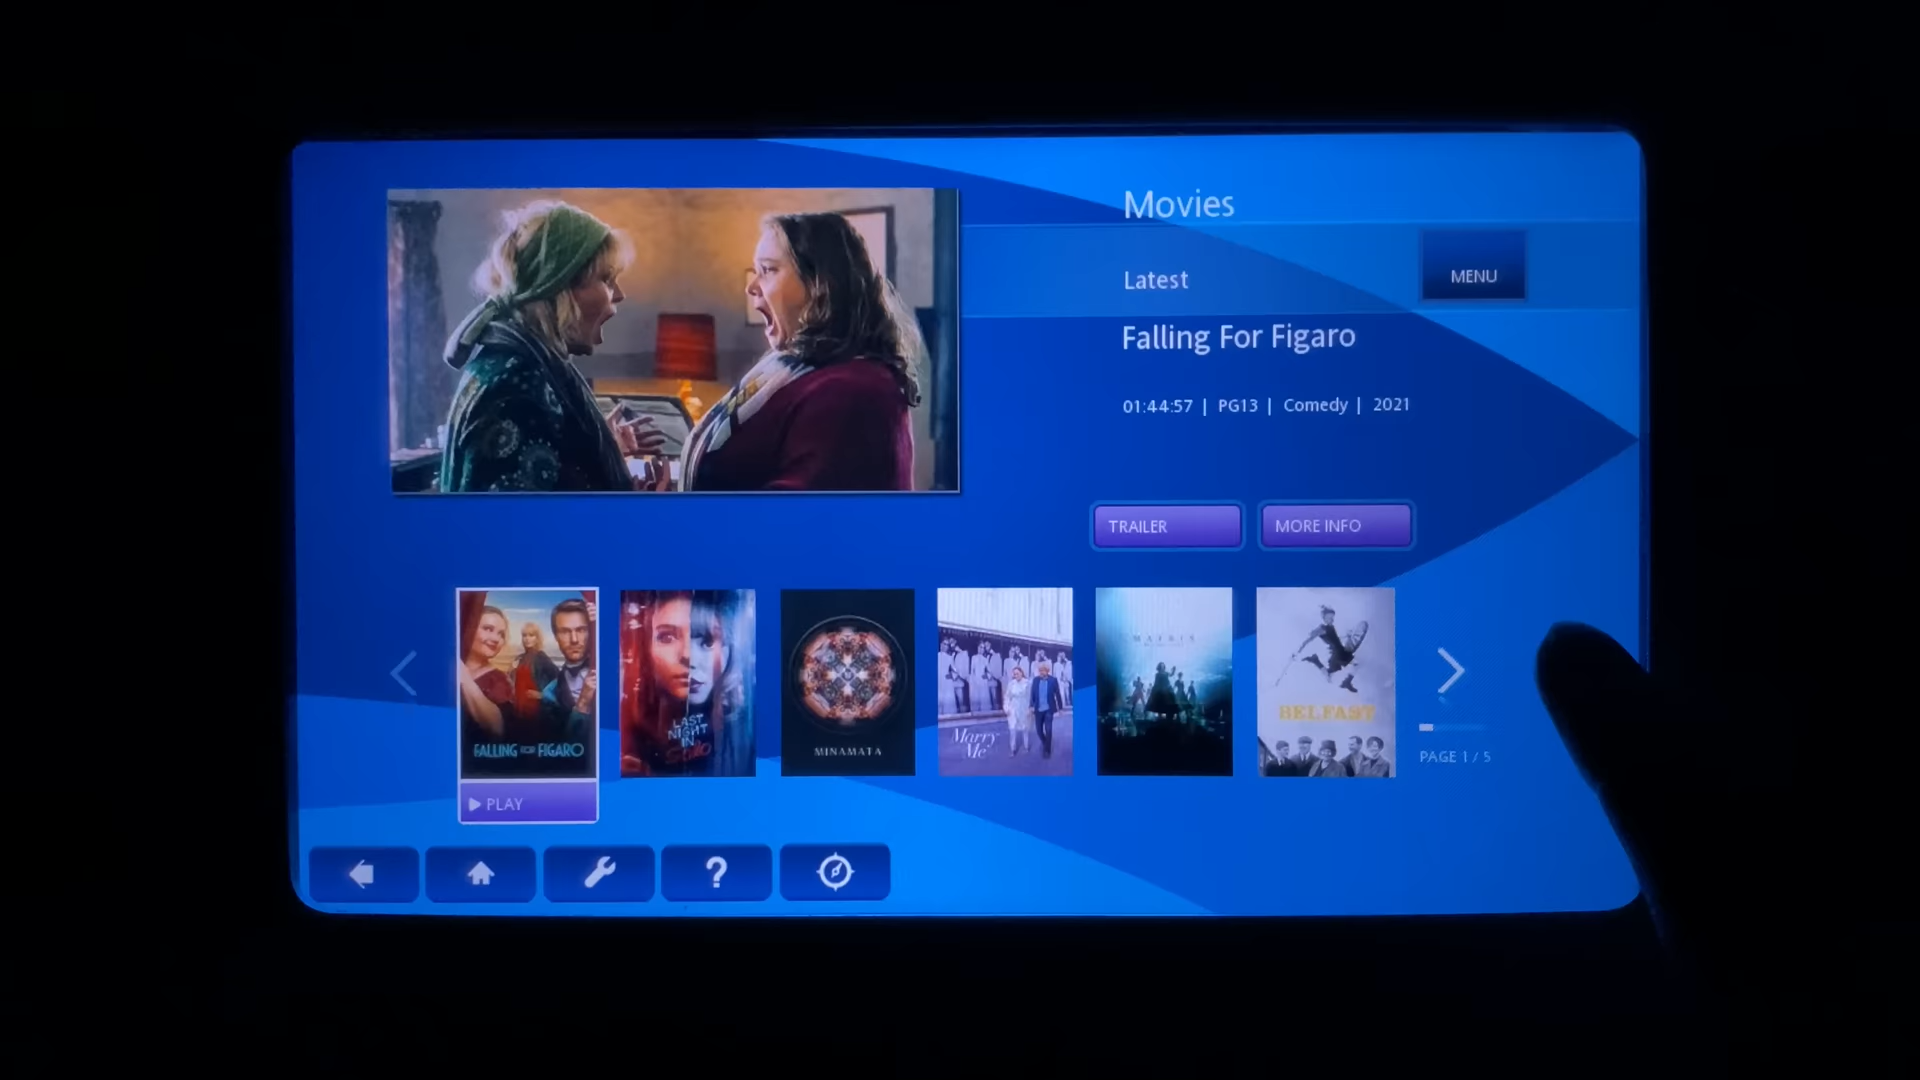 Movies
MENU
Latest
Falling For Figaro
01:44:57 | PG13 | Comedy | 2021
TRAILER
MORE INFO
FALLING FOR FIGARO
LAST
NIGHT
IN
SOHO
MINAMATA
Marry
Me
MATRIX
BELFAST
PAGE 1 / 5
PLAY
?